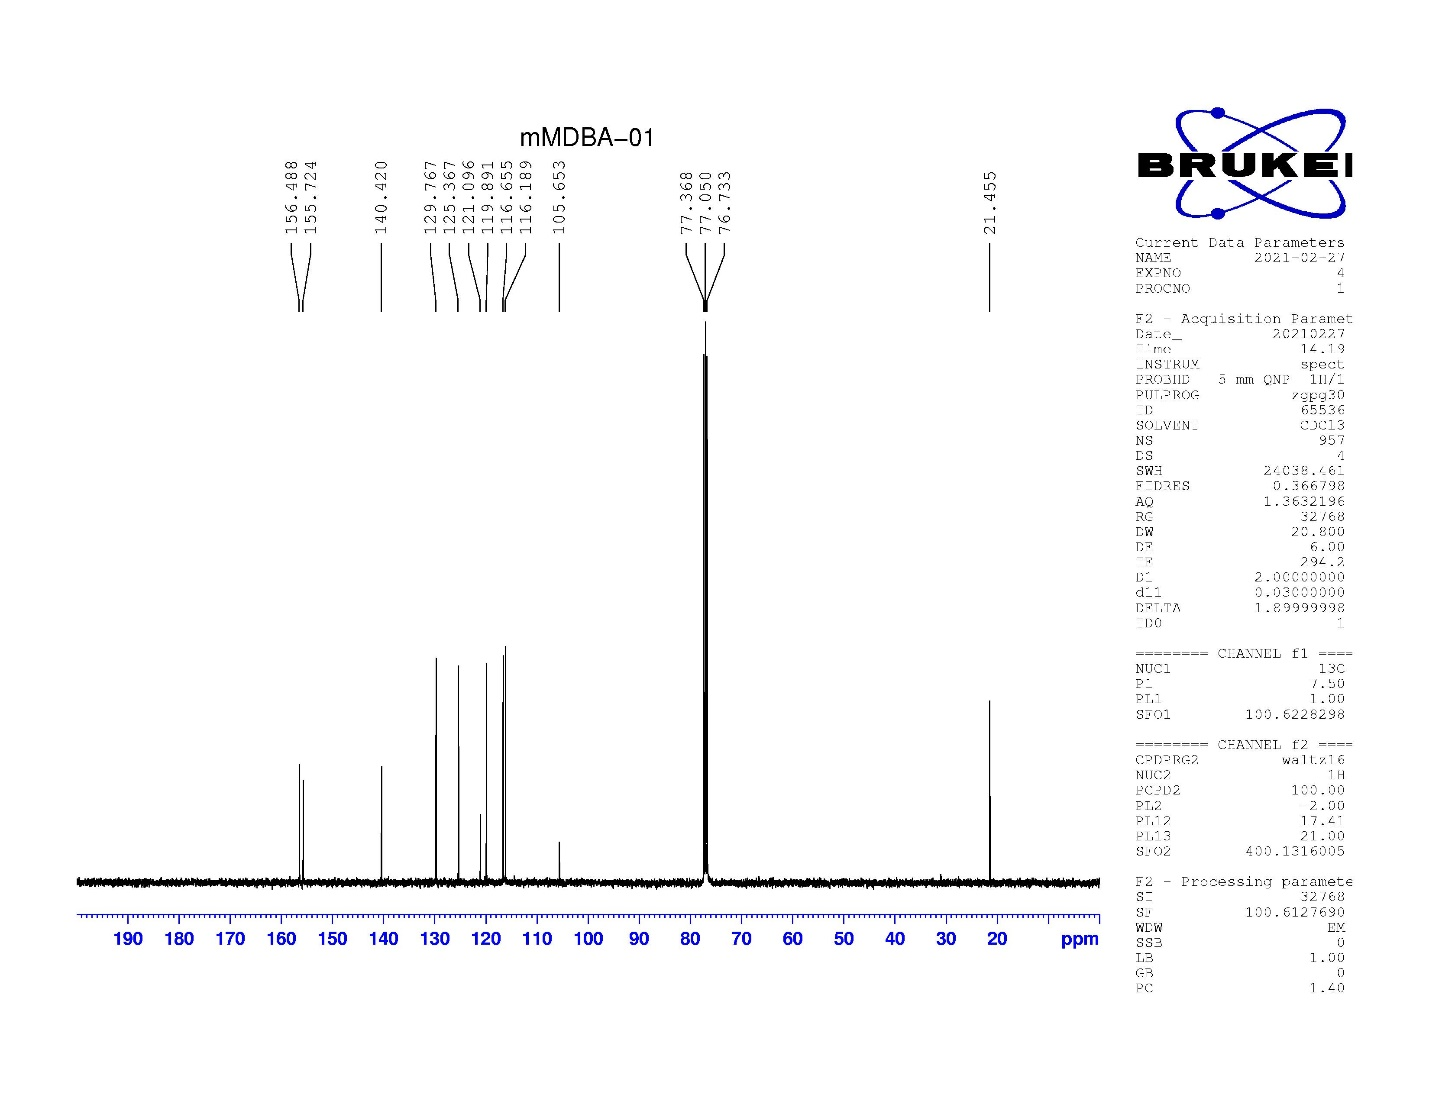 mMDBA-01
156.488
155.724
140.420
129.767
125.367
121.096
119.891
116.655
116.189
105.653
77.368
77.050
76.733
21.455
190 180 170 160 150 140 130 120 110 100 90 80 70 60 50 40 30 20 ppm
BRUKE
Current Data Parameters
NAME 2021-02-27
EXPNO 4
PROCNO 1
F2 - Acquisition Paramet
Date_ 20210227
Time 14.19
INSTRUM spect
PROBHD 5 mm QNP 1H/1
PULPROG zgpg30
TD 65536
SOLVENT CDCl3
NS 957
DS 4
SWH 24038.461
FIDRES 0.366798
AQ 1.3632196
RG 32768
DW 20.800
DE 6.00
TE 294.2
D1 2.00000000
d11 0.03000000
DELTA 1.89999998
TD0 1
======== CHANNEL f1 ====
NUC1 13C
P1 7.50
PL1 1.00
SFO1 100.6228298
======== CHANNEL f2 ====
CPDPRG2 waltz16
NUC2 1H
PCPD2 100.00
PL2 -2.00
PL12 17.41
PL13 21.00
SFO2 400.1316005
F2 - Processing paramete
SI 32768
SF 100.6127690
WDW EM
SSB 0
LB 1.00
GB 0
PC 1.40